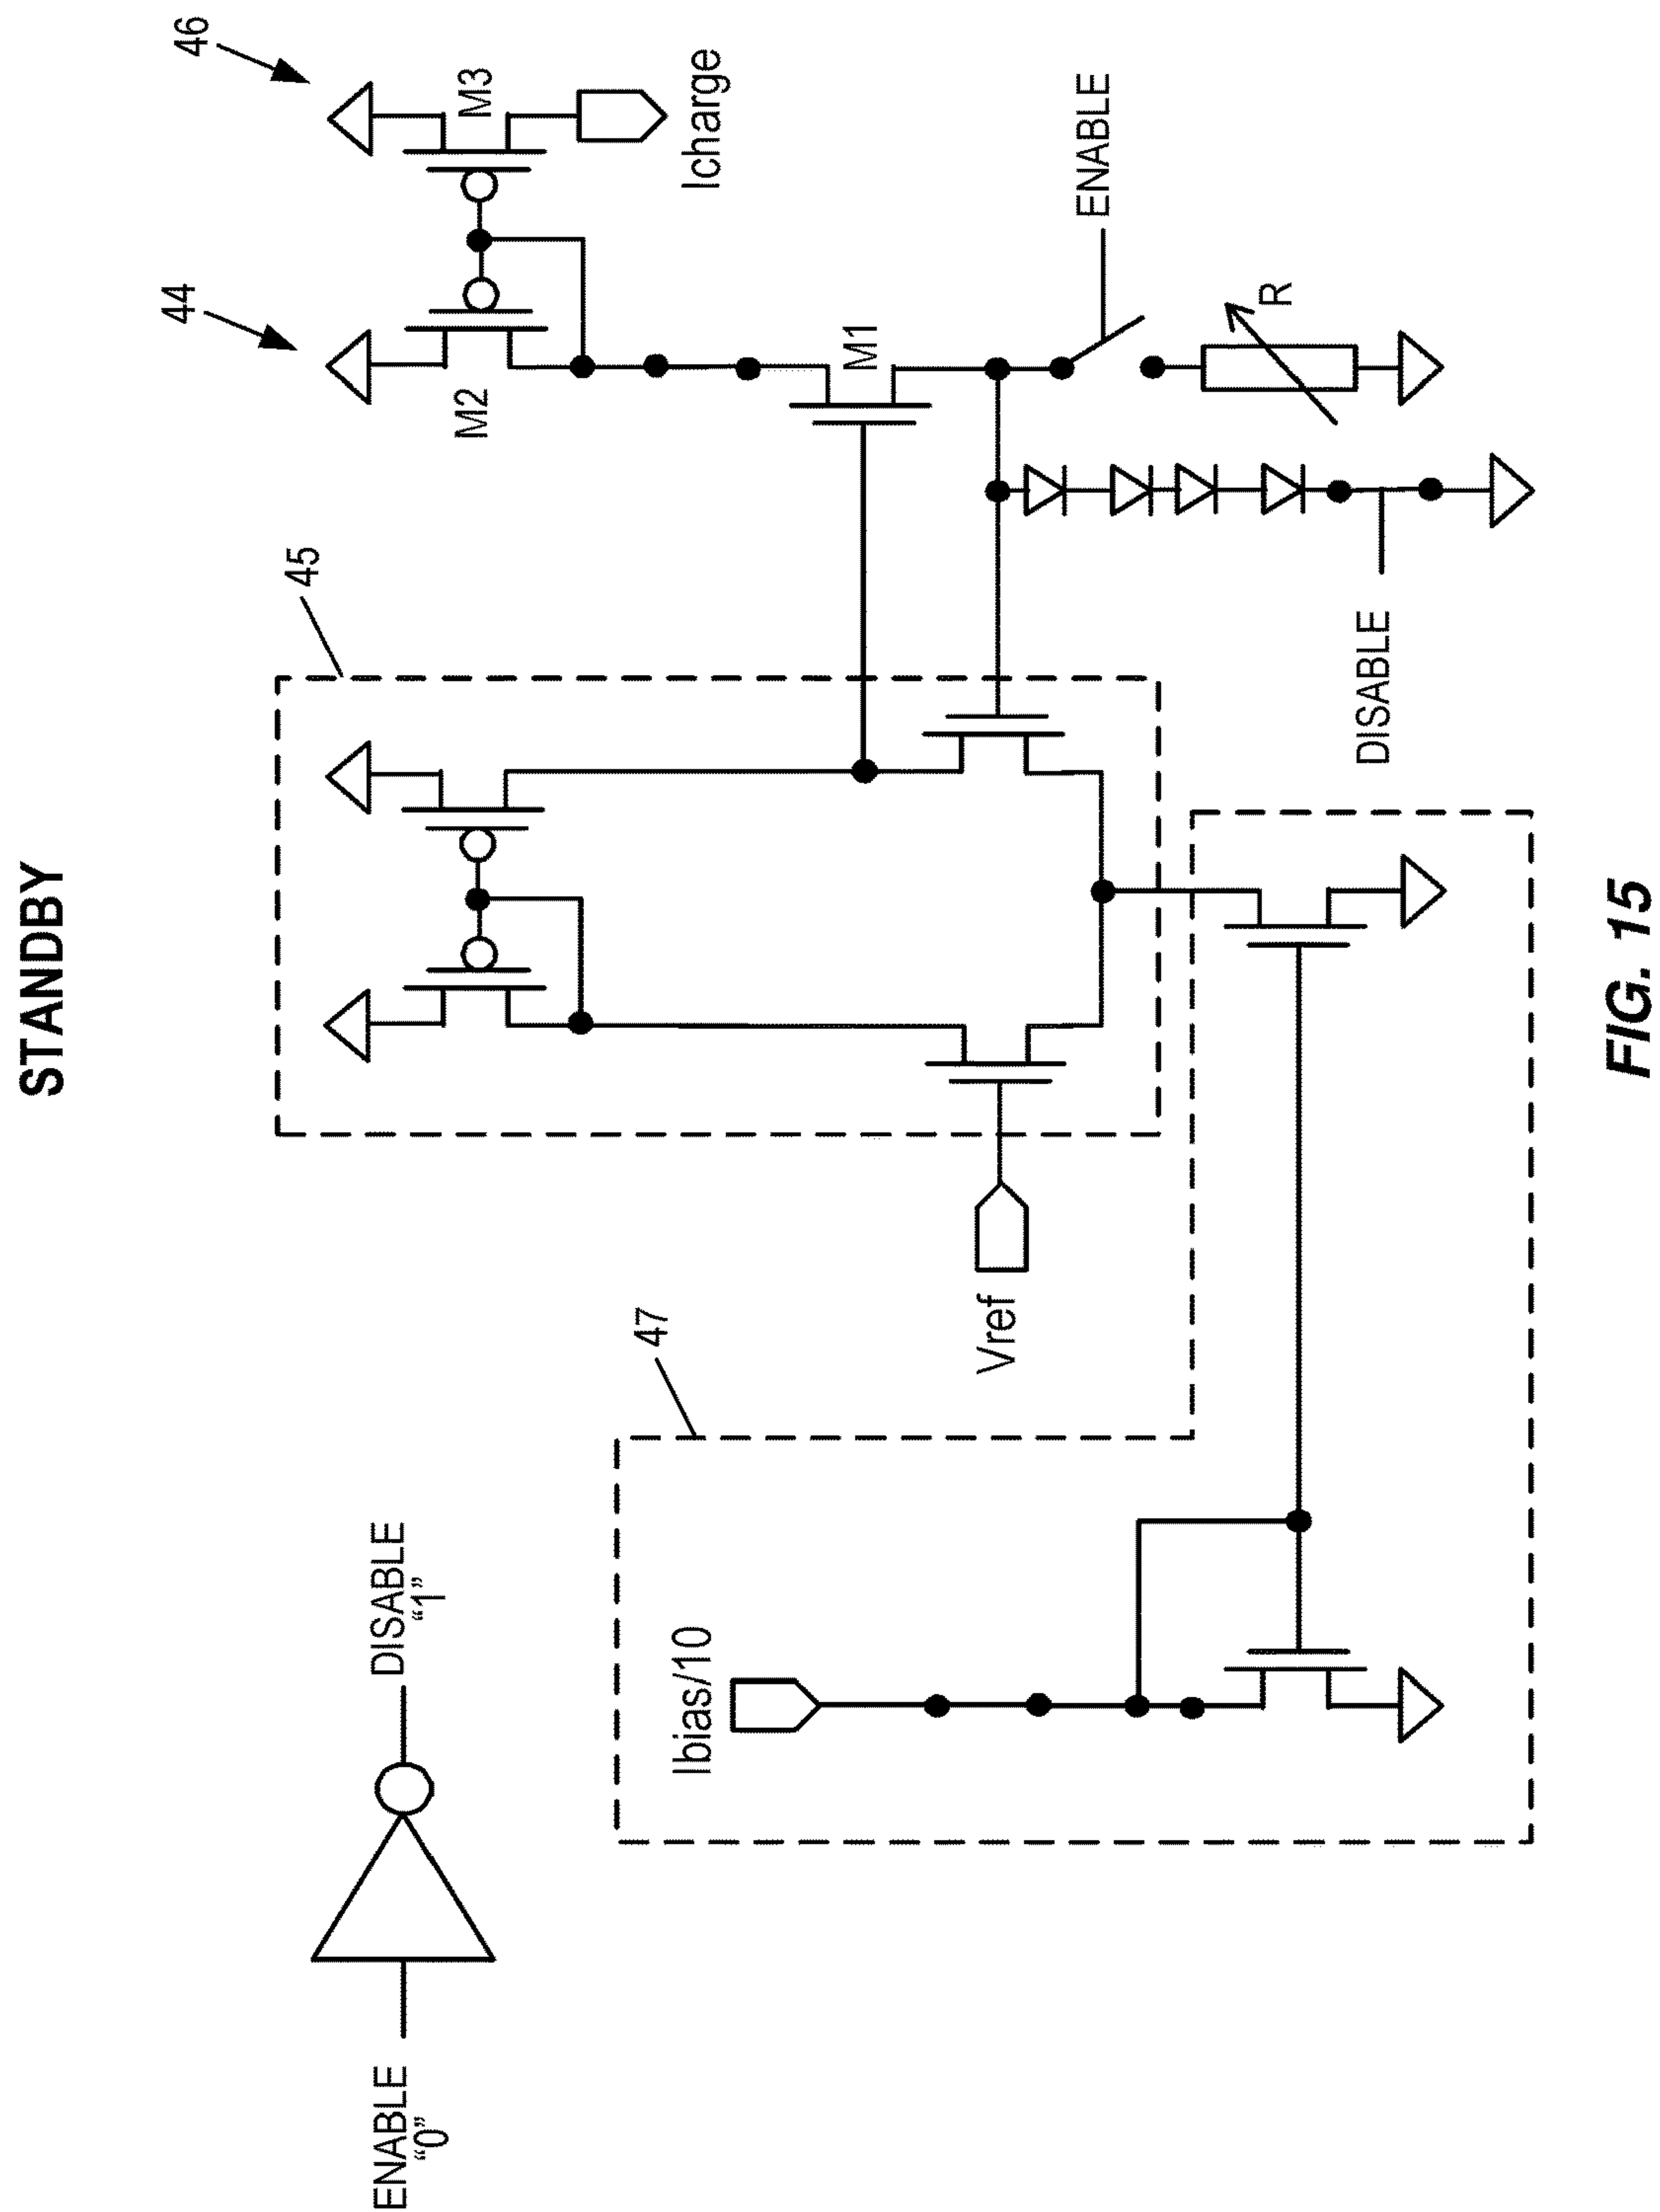 STANDBY
ENABLE
“0”
DISABLE
“1”
44
46
M2
M3
Icharge
45
M1
ENABLE
R
DISABLE
Vref
47
Ibias/10
FIG. 15